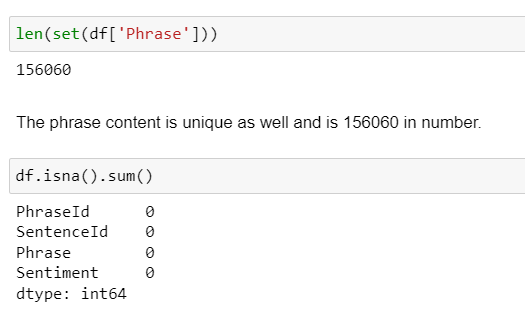 len(set(df['Phrase']))
156060
The phrase content is unique as well and is 156060 in number.
df.isna().sum()
PhraseId      0
SentenceId    0
Phrase        0
Sentiment     0
dtype: int64